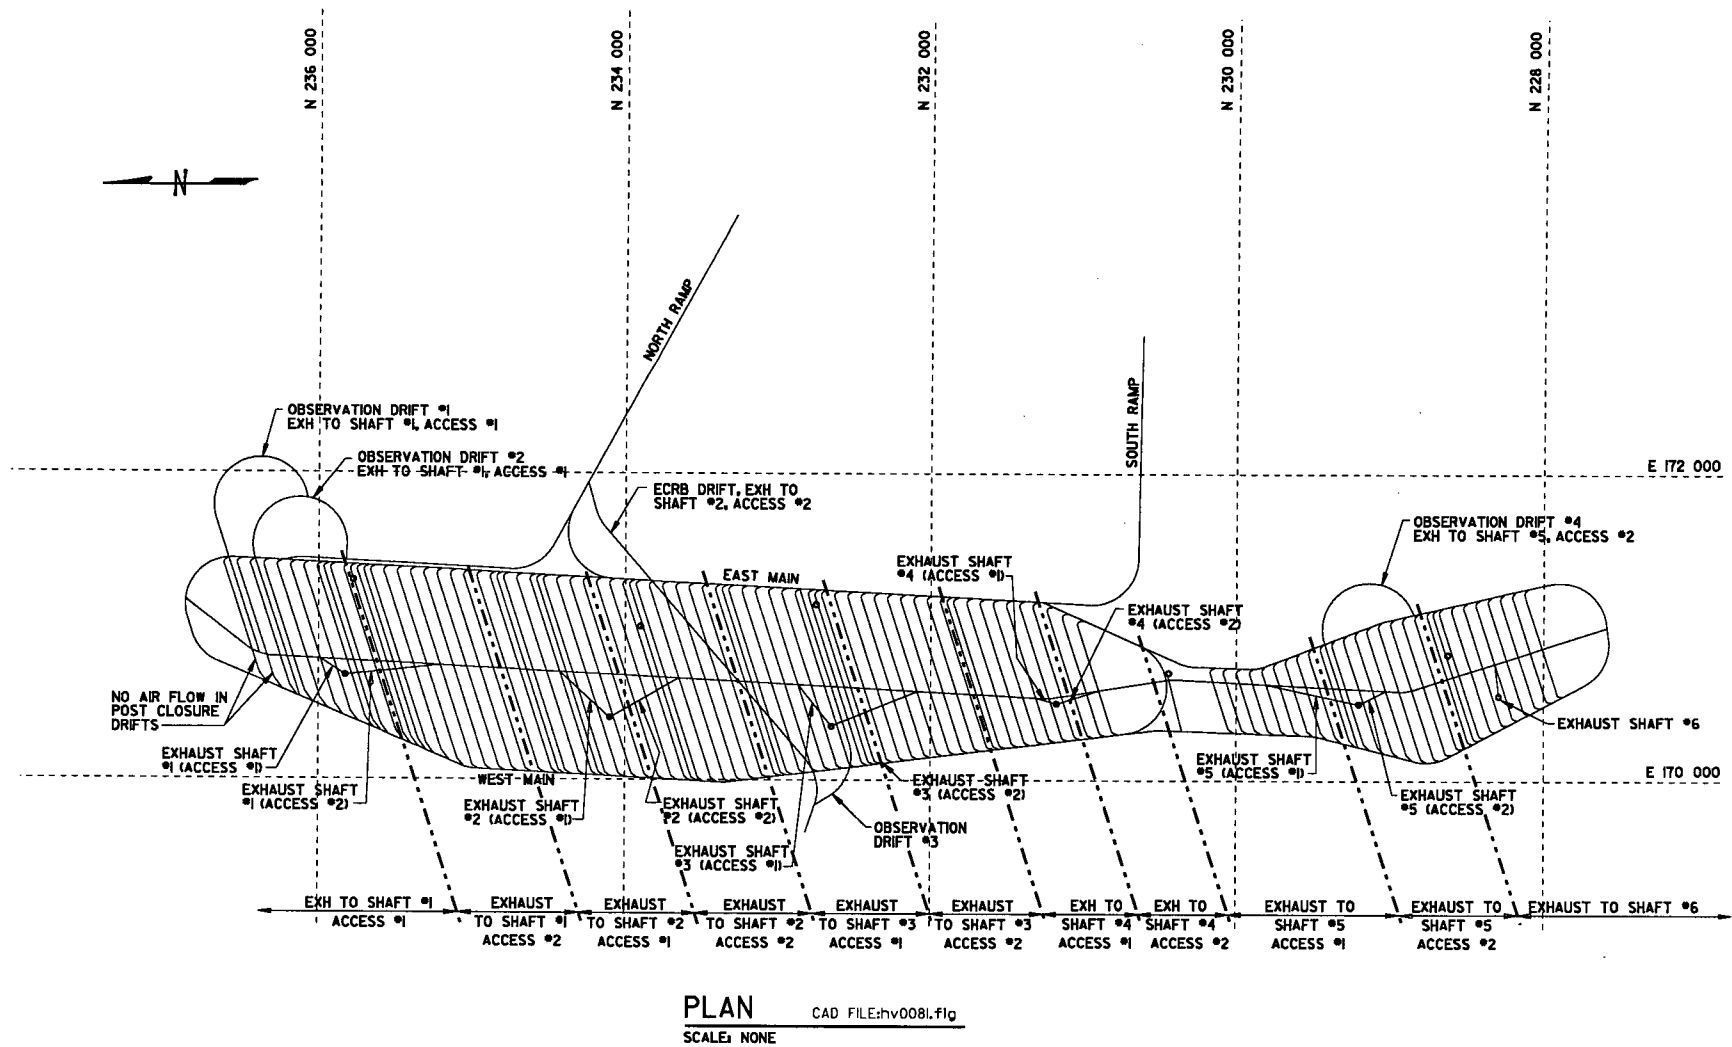 N 236 000
N 234 000
N 232 000
N 230 000
N 228 000
N
NORTH RAMP
SOUTH RAMP
OBSERVATION DRIFT #1
EXH TO SHAFT #1, ACCESS #1
OBSERVATION DRIFT #2
EXH TO SHAFT #1, ACCESS #1
E 172 000
ECRB DRIFT, EXH TO
SHAFT #2, ACCESS #2
OBSERVATION DRIFT #4
EXH TO SHAFT #5, ACCESS #2
EXHAUST SHAFT
#4 (ACCESS #1)
EAST MAIN
EXHAUST SHAFT
#4 (ACCESS #2)
NO AIR FLOW IN
POST CLOSURE
DRIFTS
EXHAUST SHAFT #6
EXHAUST SHAFT
#1 (ACCESS #1)
EXHAUST SHAFT
#5 (ACCESS #1)
E 170 000
WEST MAIN
EXHAUST SHAFT
#1 (ACCESS #2)
EXHAUST SHAFT
#2 (ACCESS #1)
EXHAUST SHAFT
#2 (ACCESS #2)
EXHAUST SHAFT
#3 (ACCESS #2)
EXHAUST SHAFT
#5 (ACCESS #2)
OBSERVATION
DRIFT #3
EXHAUST SHAFT
#3 (ACCESS #1)
EXH TO SHAFT #1
ACCESS #1
EXHAUST
TO SHAFT #1
ACCESS #2
EXHAUST
TO SHAFT #2
ACCESS #1
EXHAUST
TO SHAFT #2
ACCESS #2
EXHAUST
TO SHAFT #3
ACCESS #1
EXHAUST
TO SHAFT #3
ACCESS #2
EXH TO
SHAFT #4
ACCESS #1
EXH TO
SHAFT #4
ACCESS #2
EXHAUST TO
SHAFT #5
ACCESS #1
EXHAUST TO
SHAFT #5
ACCESS #2
EXHAUST TO SHAFT #6
PLAN
CAD FILE:hv0081.fig
SCALE: NONE